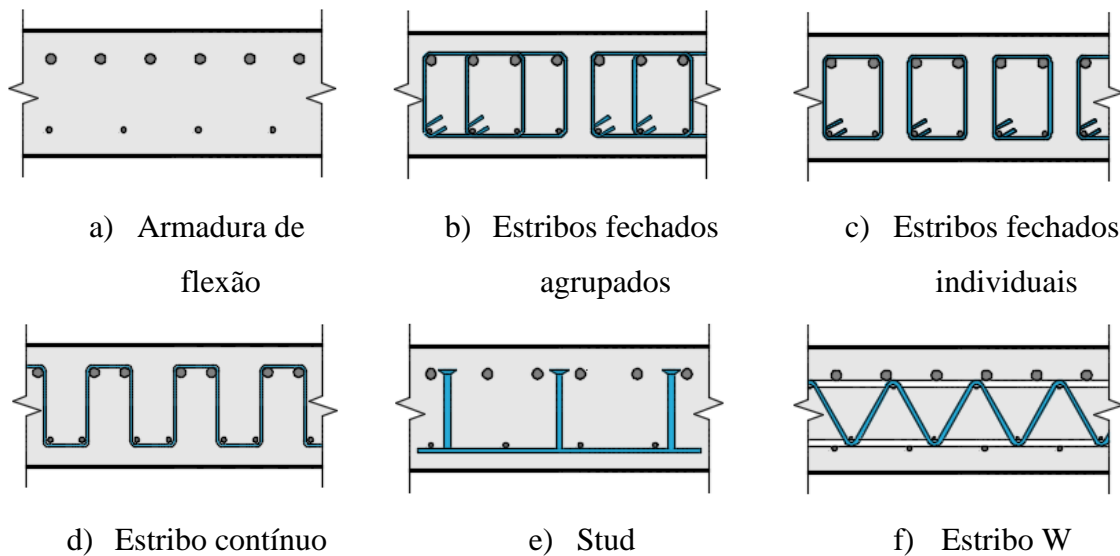 a) Armadura de
flexão
b) Estribos fechados
agrupados
c) Estribos fechados
individuais
d) Estribo contínuo
e) Stud
f) Estribo W